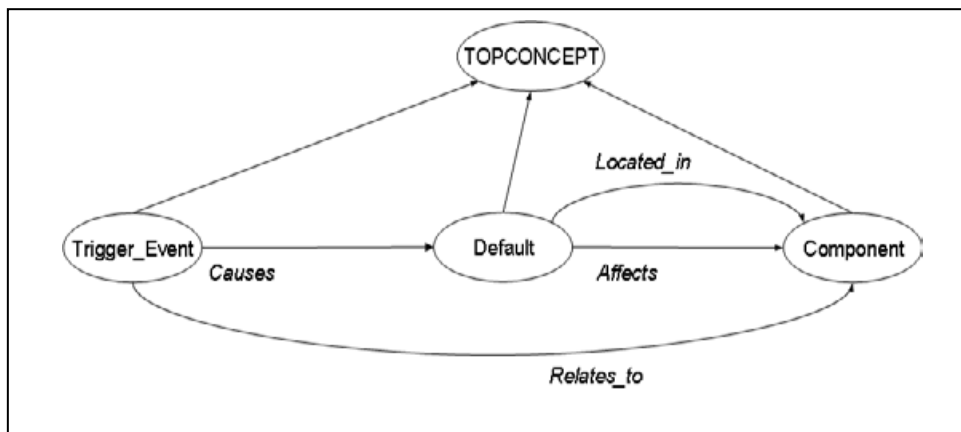 TOPCONCEPT
Located_in
Trigger_Event
Default
Component
Causes
Affects
Relates_to